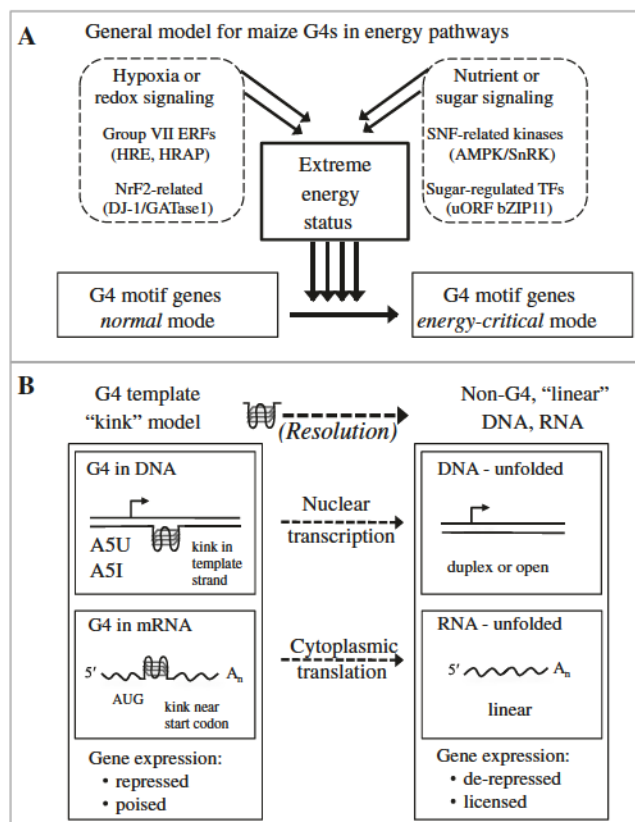 A
General model for maize G4s in energy pathways
Hypoxia or
redox signaling
Group VII ERFs
(HRE, HRAP)
NrF2-related
(DJ-1/GATase1)
Extreme
energy
status
Nutrient or
sugar signaling
SNF-related kinases
(AMPK/SnRK)
Sugar-regulated TFs
(uORF bZIP11)
G4 motif genes
normal mode
G4 motif genes
energy-critical mode
B
G4 template
“kink” model
(Resolution)
Non-G4, “linear”
DNA, RNA
G4 in DNA
A5U
A5I
kink in
template
strand
Nuclear
transcription
DNA - unfolded
duplex or open
G4 in mRNA
5′
An
AUG
kink near
start codon
Cytoplasmic
translation
RNA - unfolded
5′
An
linear
Gene expression:
• repressed
• poised
Gene expression:
• de-repressed
• licensed